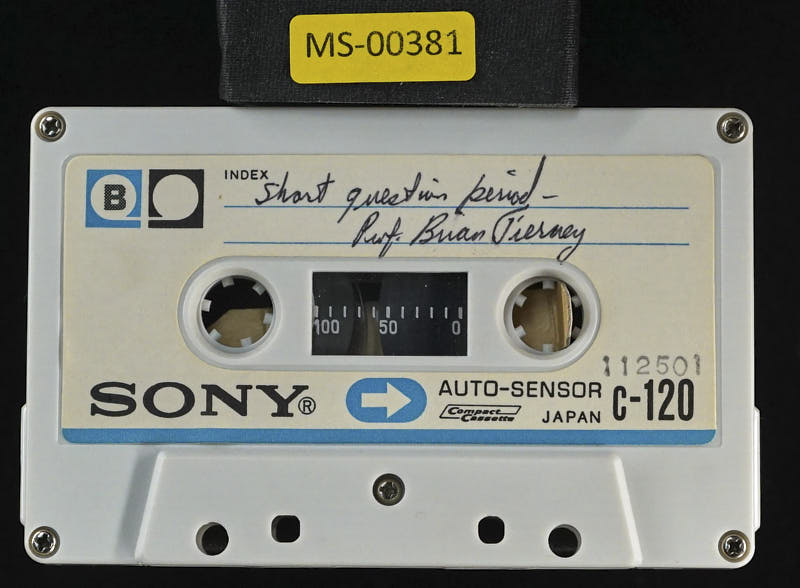 MS-00381
B
INDEX
short question period-
Prof. Brian Tierney
100 50 0
112501
SONY®
AUTO-SENSOR
C-120
Compact Cassette
JAPAN